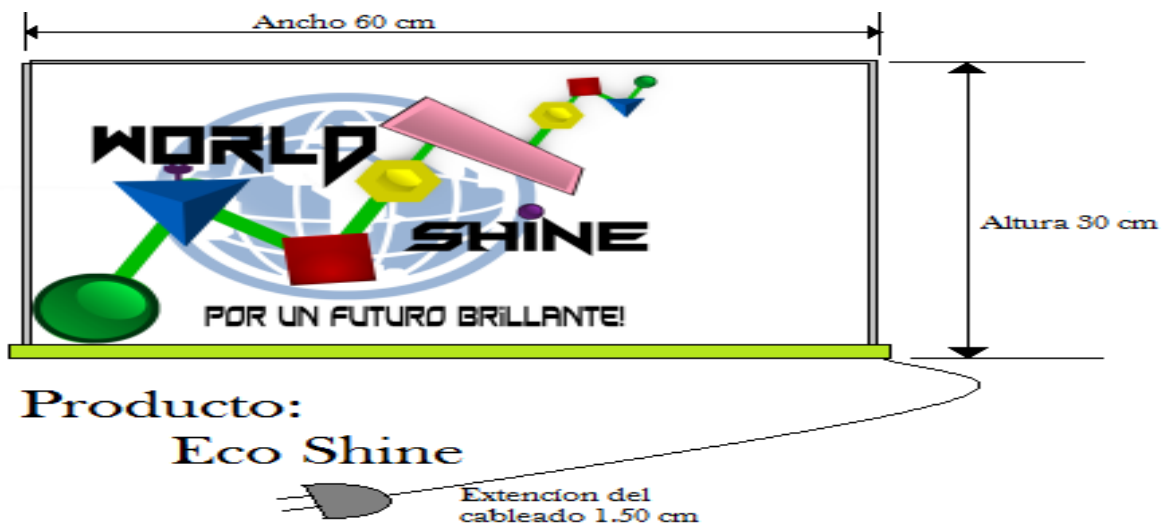 Ancho 60 cm
WORLD
SHINE
Altura 30 cm
POR UN FUTURO BRiLLANTE!
Producto:
Eco Shine
Extencion del
cableado 1.50 cm